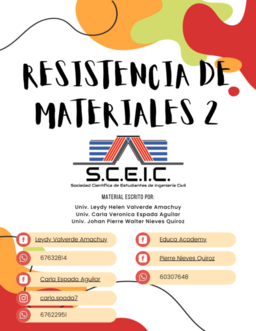 RESISTENCIA DE
MATERIALES 2
S.C.E.I.C.
Sociedad Científica de Estudiantes de Ingeniería Civil
MATERIAL ESCRITO POR:
Univ. Leydy Helen Valverde Amachuy
Univ. Carla Veronica Espada Aguilar
Univ. Johan Pierre Walter Nieves Quiroz
Leydy Valverde Amachuy
67632814
Carla Espada Aguilar
carla.spada7
67622951
Educa Academy
Pierre Nieves Quiroz
60307648